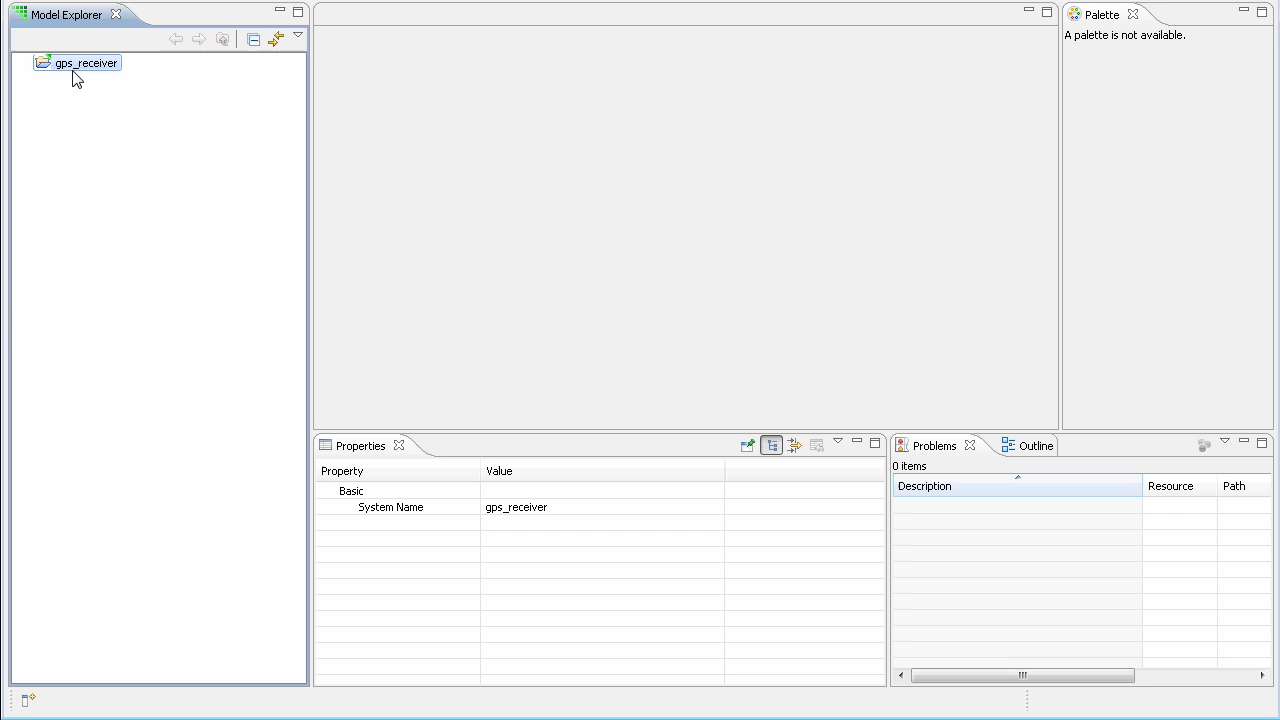 Model Explorer
gps_receiver
Palette
A palette is not available.
Properties
Property Value
Basic
System Name gps_receiver
Problems Outline
0 items
Description Resource Path